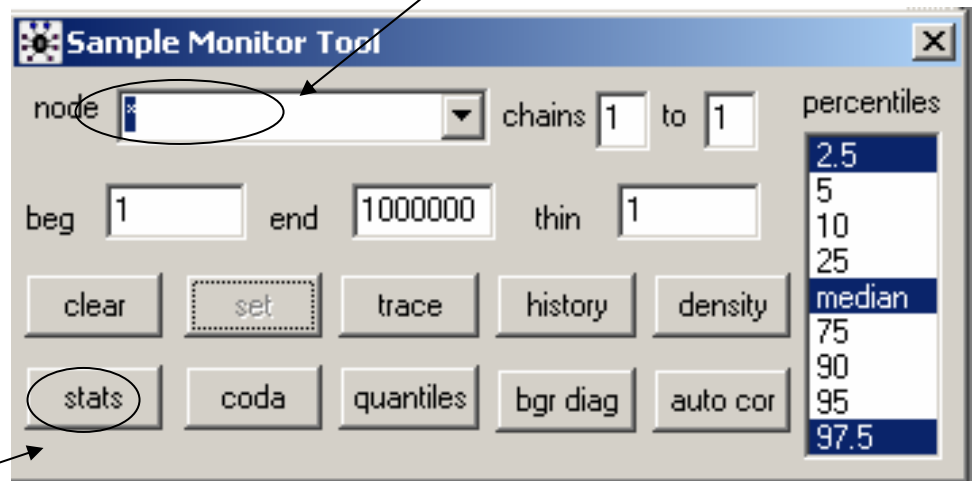 Sample Monitor Tool
node * chains 1 to 1 percentiles
2.5
5
10
25
median
75
90
95
97.5
beg 1 end 1000000 thin 1
clear set trace history density
stats coda quantiles bgr diag auto cor